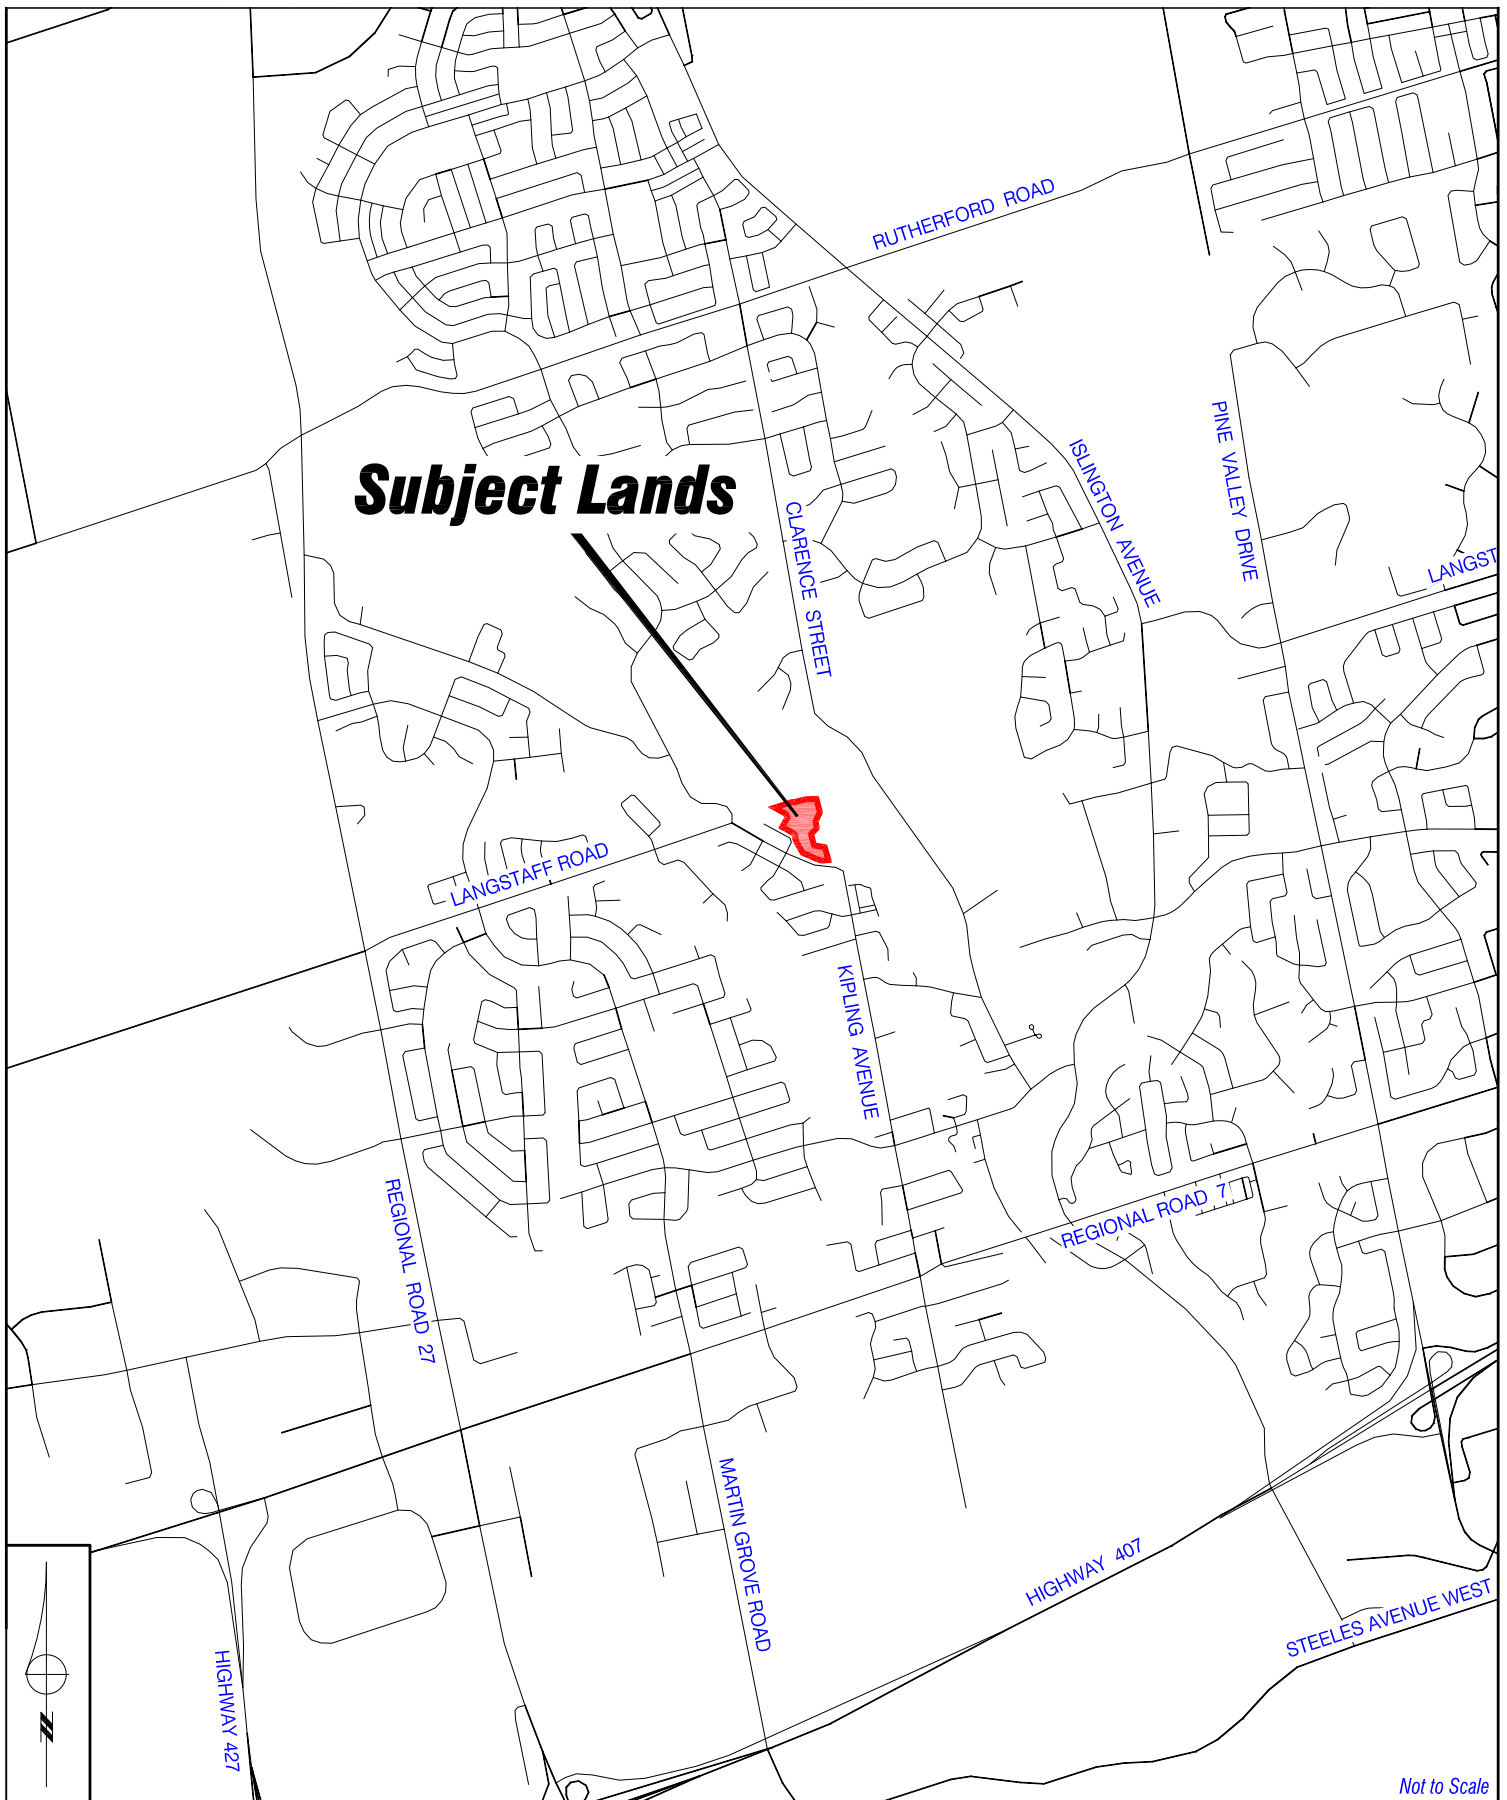 RUTHERFORD ROAD
PINE VALLEY DRIVE
ISLINGTON AVENUE
Subject Lands
CLARENCE STREET
LANGST
LANGSTAFF ROAD
KIPLING AVENUE
REGIONAL ROAD 27
REGIONAL ROAD 7
MARTIN GROVE ROAD
HIGHWAY 407
STEELES AVENUE WEST
HIGHWAY 427
N
Not to Scale